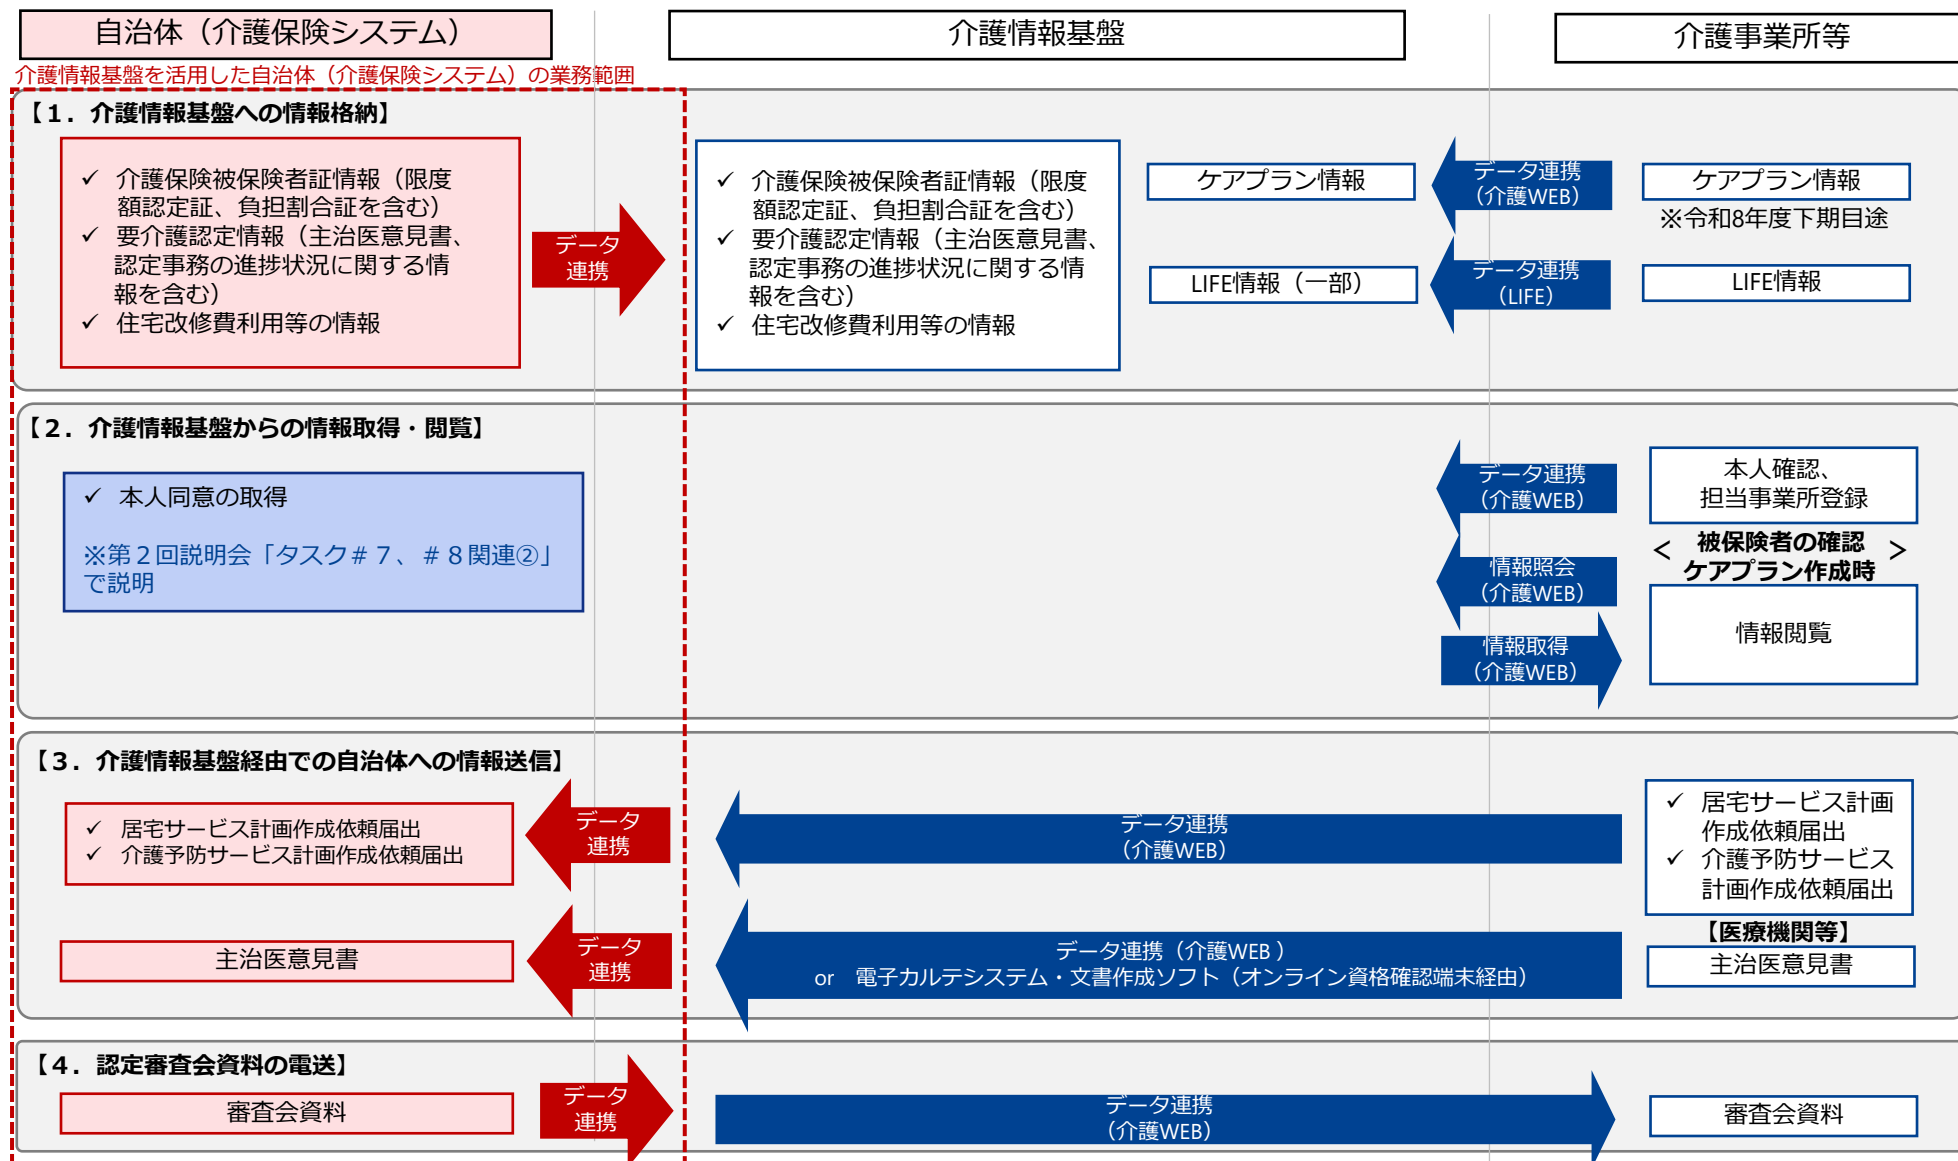 自治体（介護保険システム）
介護情報基盤
介護事業所等
介護情報基盤を活用した自治体（介護保険システム）の業務範囲
【１．介護情報基盤への情報格納】
✓ 介護保険被保険者証情報（限度
額認定証、負担割合証を含む）
✓ 要介護認定情報（主治医意見書、
認定事務の進捗状況に関する情
報を含む）
✓ 住宅改修費利用等の情報
データ
連携
✓ 介護保険被保険者証情報（限度
額認定証、負担割合証を含む）
✓ 要介護認定情報（主治医意見書、
認定事務の進捗状況に関する情
報を含む）
✓ 住宅改修費利用等の情報
ケアプラン情報
データ連携
（介護WEB）
ケアプラン情報
※令和8年度下期目途
LIFE情報（一部）
データ連携
（LIFE）
LIFE情報
【２．介護情報基盤からの情報取得・閲覧】
✓ 本人同意の取得
※第２回説明会「タスク＃７、＃８関連②」
で説明
データ連携
（介護WEB）
本人確認、
担当事業所登録
＜ 被保険者の確認 ＞
ケアプラン作成時
情報照会
（介護WEB）
情報閲覧
情報取得
（介護WEB）
【３．介護情報基盤経由での自治体への情報送信】
✓ 居宅サービス計画作成依頼届出
✓ 介護予防サービス計画作成依頼届出
データ
連携
データ連携
（介護WEB）
✓ 居宅サービス計画
作成依頼届出
✓ 介護予防サービス
計画作成依頼届出
【医療機関等】
主治医意見書
データ
連携
データ連携（介護WEB ）
or　電子カルテシステム・文書作成ソフト（オンライン資格確認端末経由）
主治医意見書
【４．認定審査会資料の電送】
審査会資料
データ
連携
データ連携
（介護WEB）
審査会資料